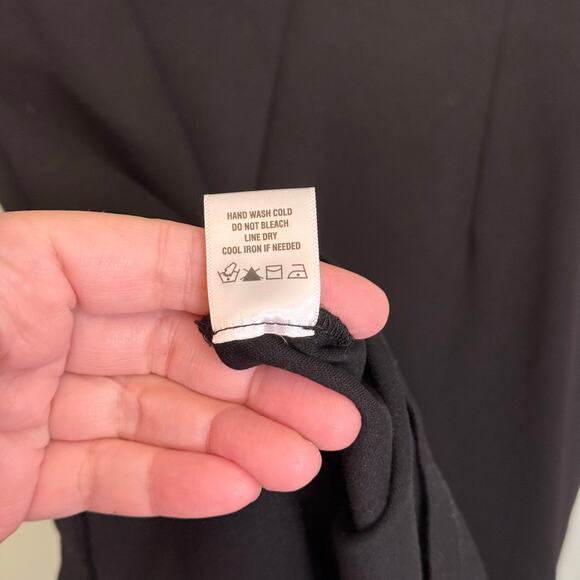 HAND WASH COLD
DO NOT BLEACH
LINE DRY
COOL IRON IF NEEDED